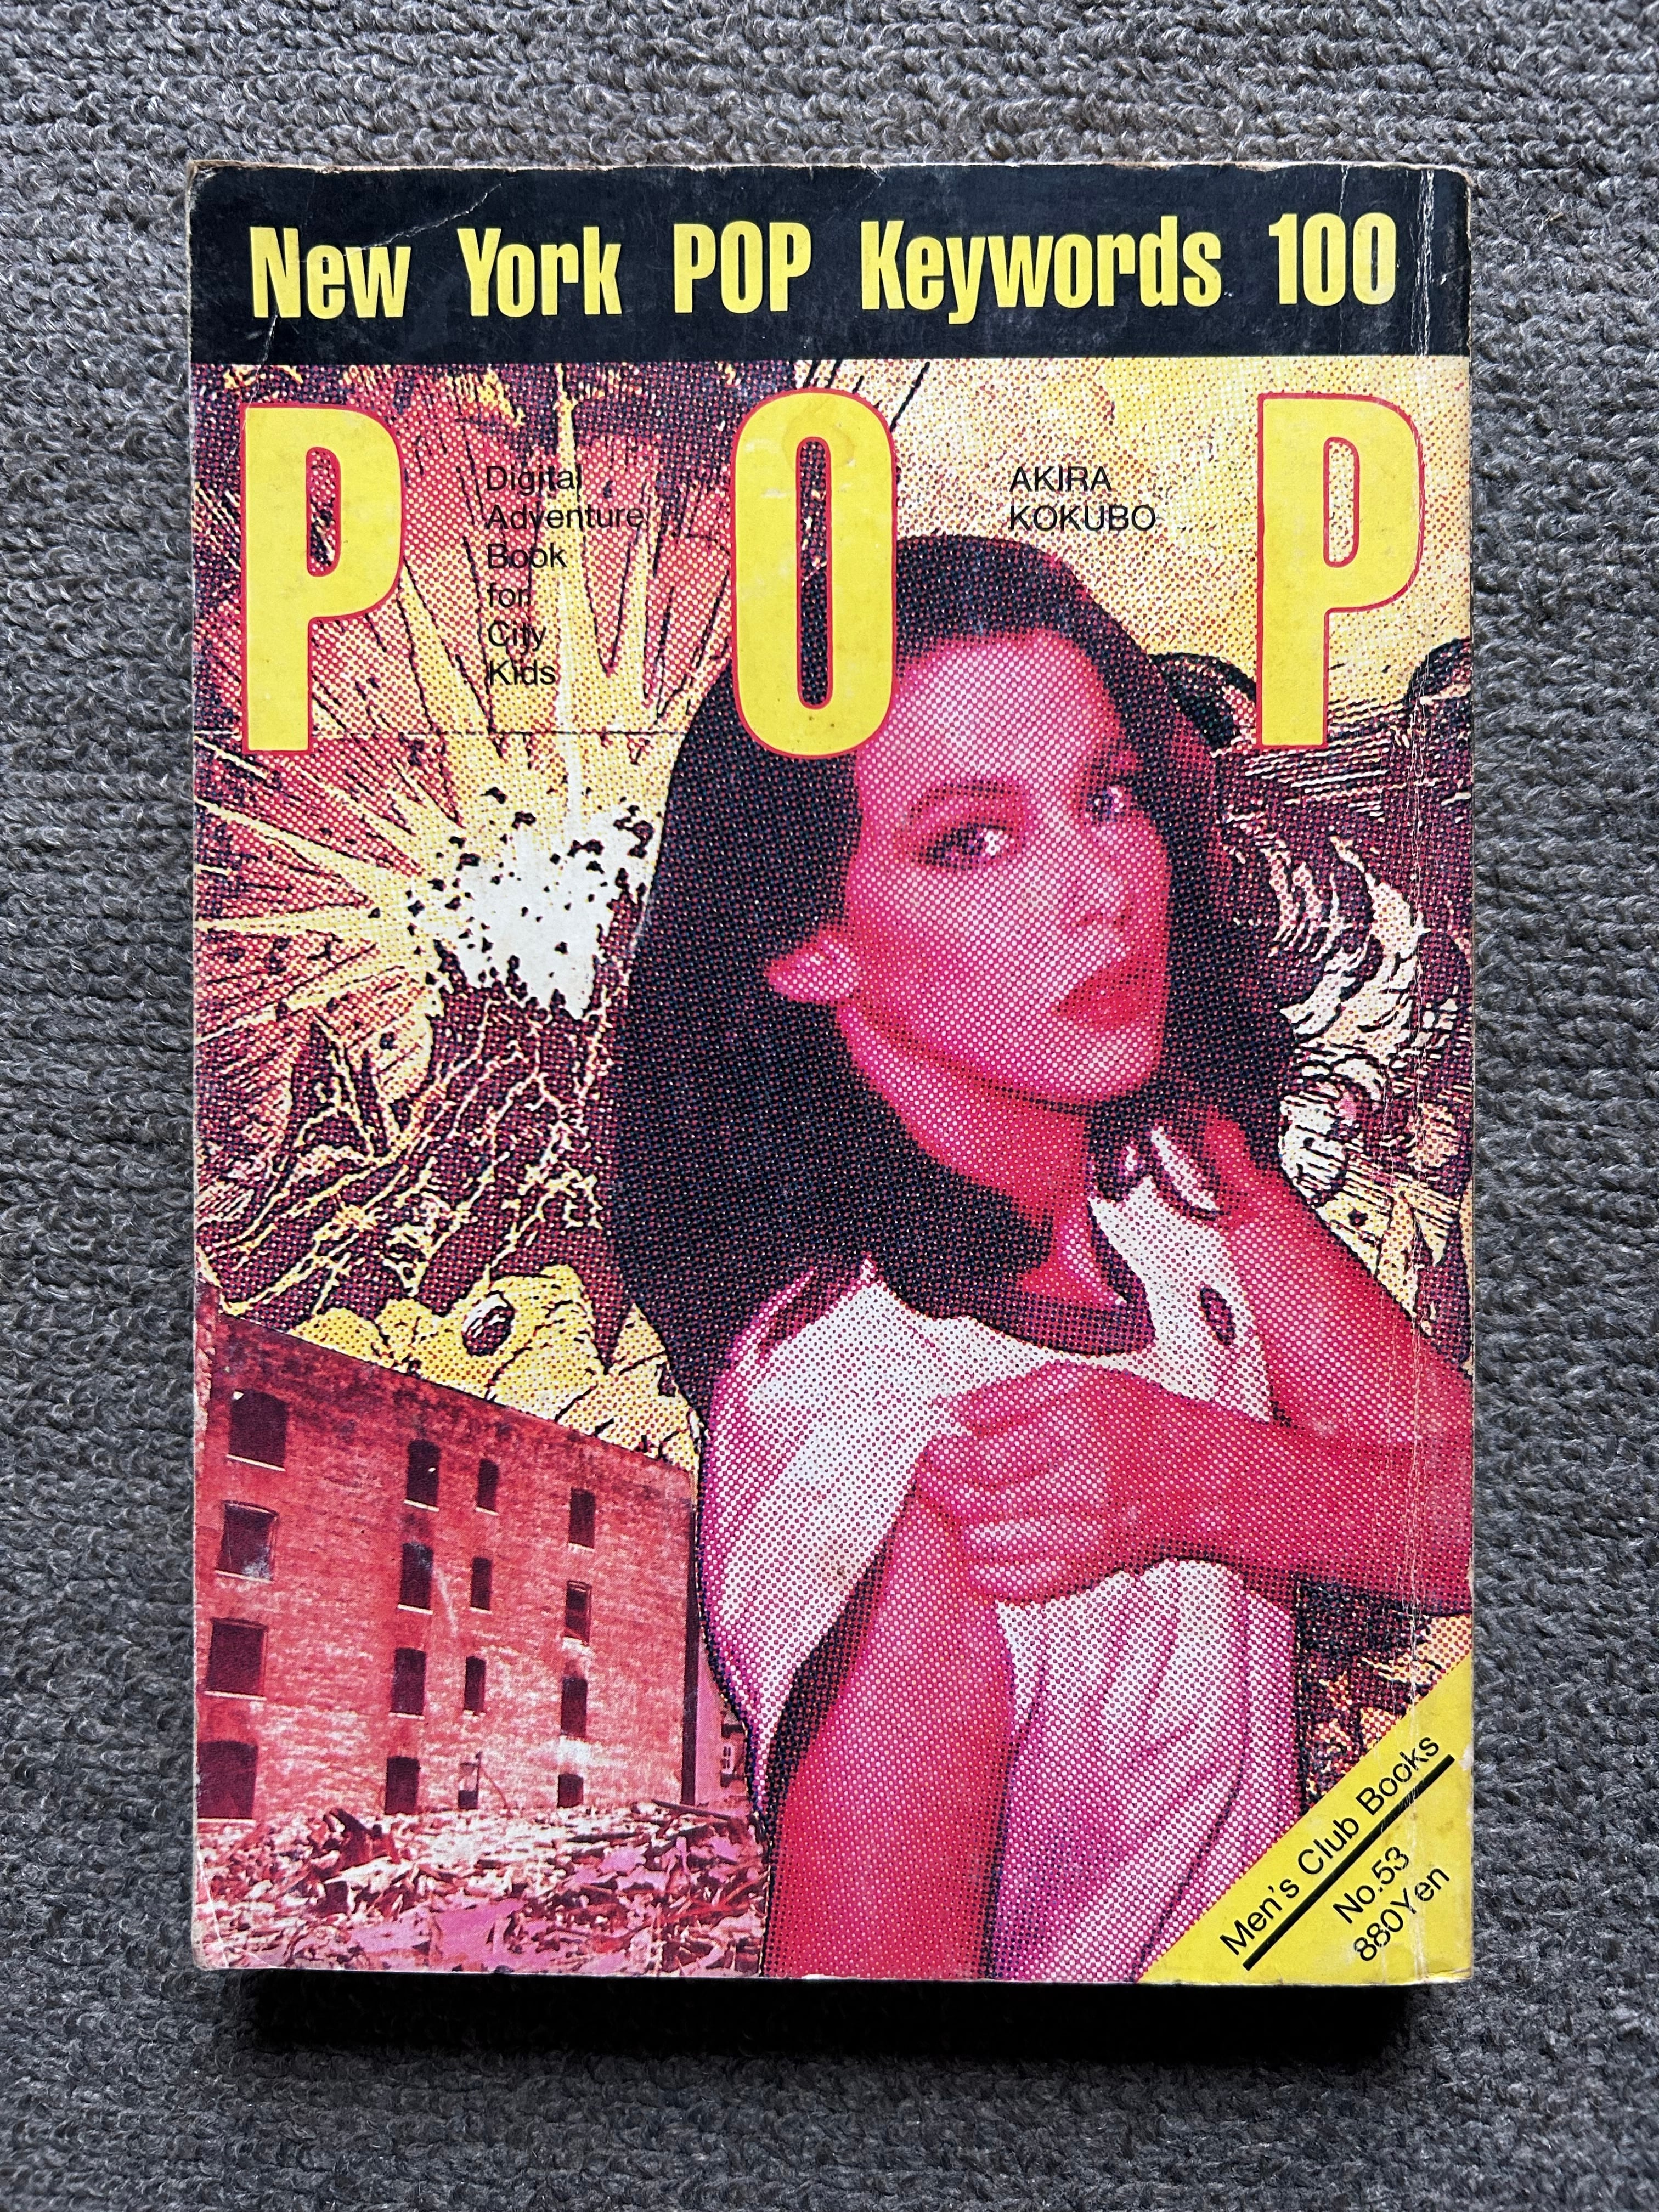 New York POP Keywords 100
POP
Digital
Adventure
Book
for
City
Kids
AKIRA
KOKUBO
Men's Club Books
No.53
880Yen